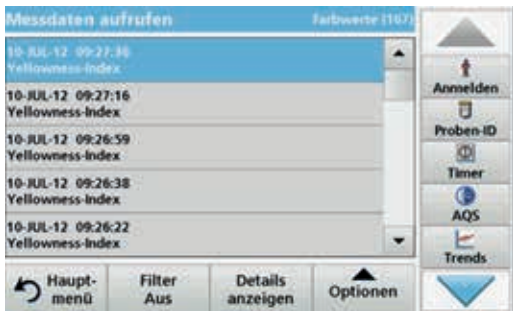 Messdaten aufrufen
Farbwerte (167)
10-JUL-12 09:27:36
Yellowness-Index
10-JUL-12 09:27:16
Yellowness-Index
10-JUL-12 09:26:59
Yellowness-Index
10-JUL-12 09:26:38
Yellowness-Index
10-JUL-12 09:26:22
Yellowness-Index
Anmelden
Proben-ID
Timer
AQS
Trends
Haupt-
menü
Filter
Aus
Details
anzeigen
Optionen